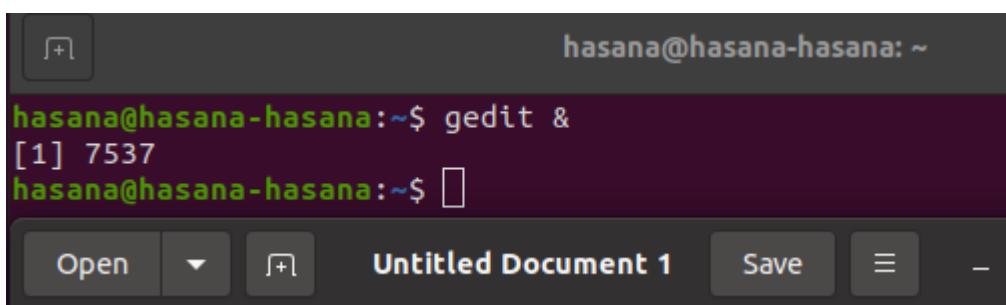 hasana@hasana-hasana: ~
hasana@hasana-hasana:~$ gedit &
[1] 7537
hasana@hasana-hasana:~$
Open Untitled Document 1 Save